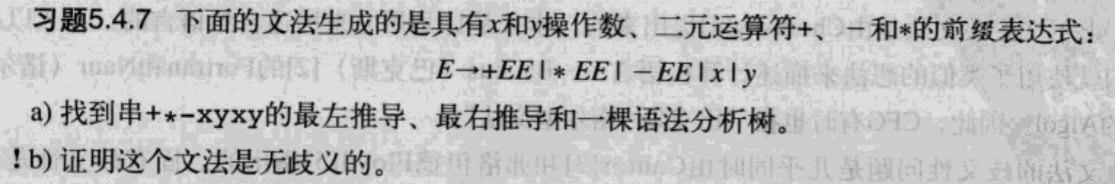 习题5.4.7 下面的文法生成的是具有x和y操作数、二元运算符+、-和*的前缀表达式：
E→+EE | * EE | -EE | x | y
a) 找到串+*-xyxy的最左推导、最右推导和一棵语法分析树。
! b) 证明这个文法是无歧义的。